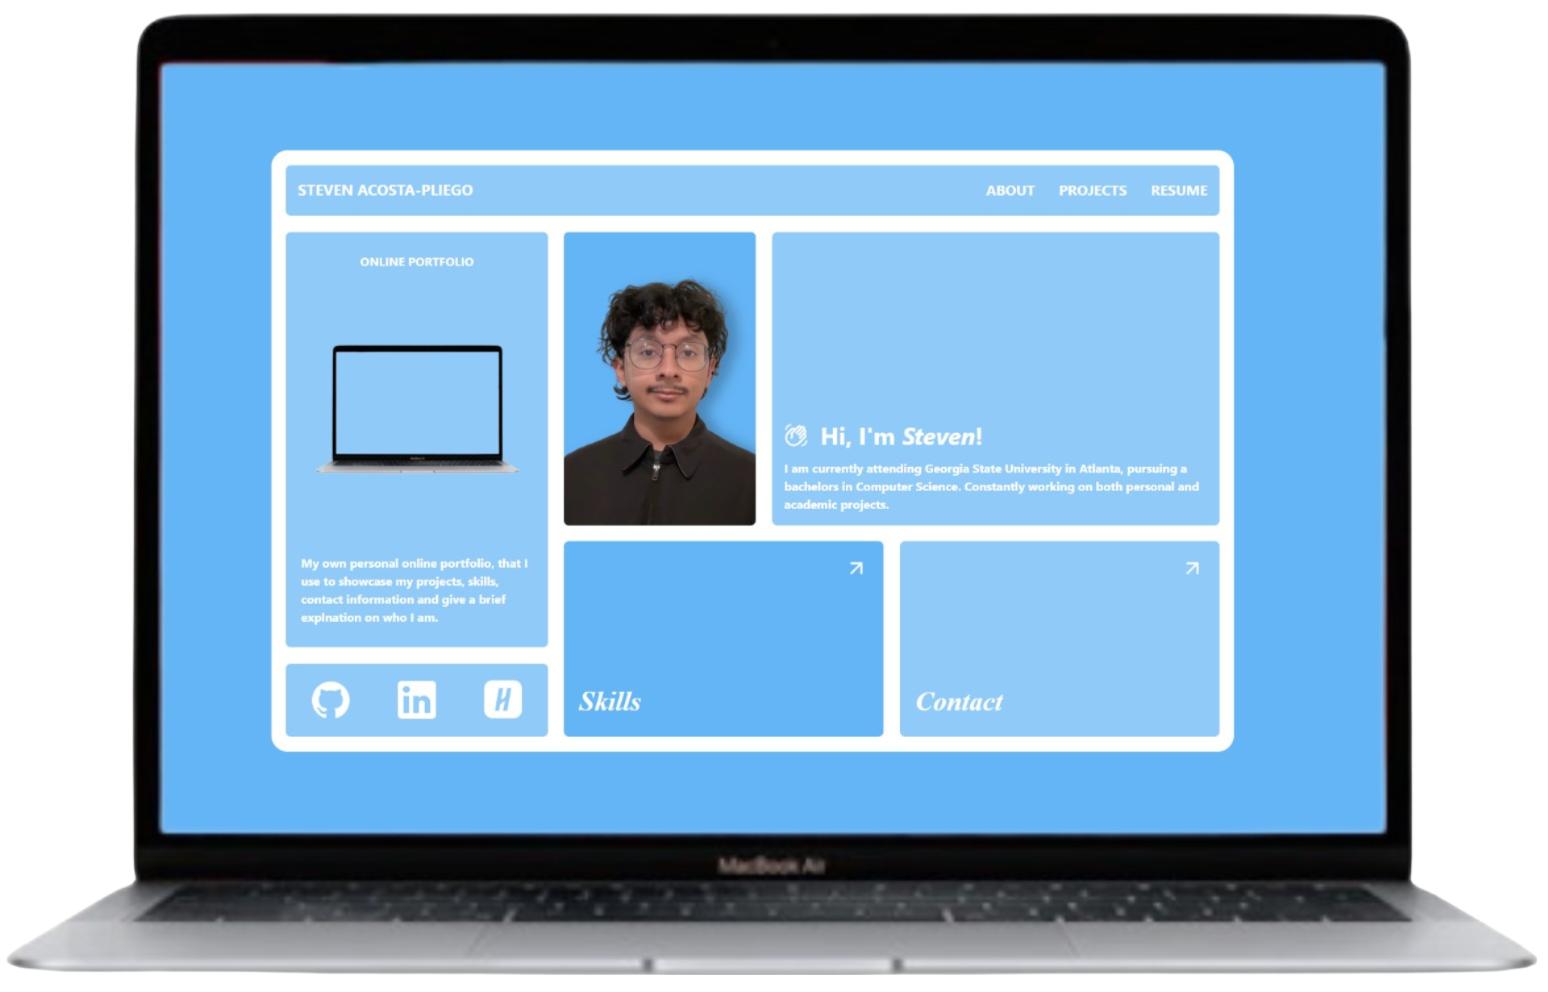 STEVEN ACOSTA-PLIEGO
ABOUT PROJECTS RESUME
ONLINE PORTFOLIO
My own personal online portfolio, that I
use to showcase my projects, skills,
contact information and give a brief
explnation on who I am.
Hi, I'm Steven!
I am currently attending Georgia State University in Atlanta, pursuing a
bachelors in Computer Science. Constantly working on both personal and
academic projects.
in
H
Skills
Contact
MacBook Air